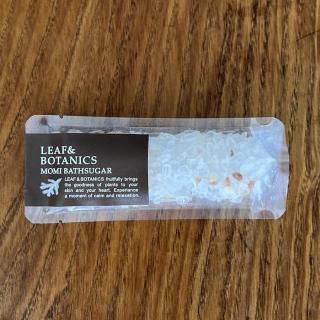 LEAF&
BOTANICS
MOMI BATHSUGAR
LEAF & BOTANICS fruitfully brings
the goodness of plants to your
skin and your heart. Experience
a moment of calm and relaxation.